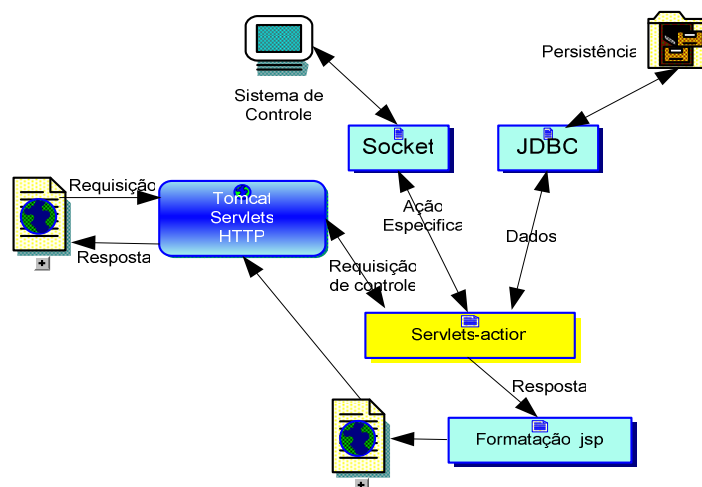 Persistência
Sistema de
Controle
Socket
JDBC
Requisição
Tomcat
Servlets
HTTP
Resposta
Ação
Especifica
Dados
Requisição
de controle
Servlets-action
Resposta
Formatação jsp